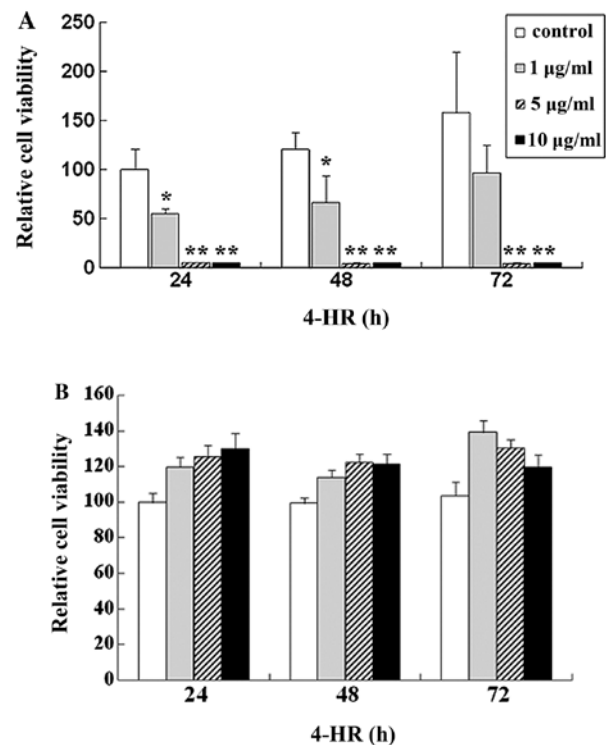 A
Relative cell viability
250
200
150
100
50
0
* ** ** * ** ** ** **
24 48 72
4-HR (h)
control
1 µg/ml
5 µg/ml
10 µg/ml
B
Relative cell viability
160
140
120
100
80
60
40
20
0
24 48 72
4-HR (h)